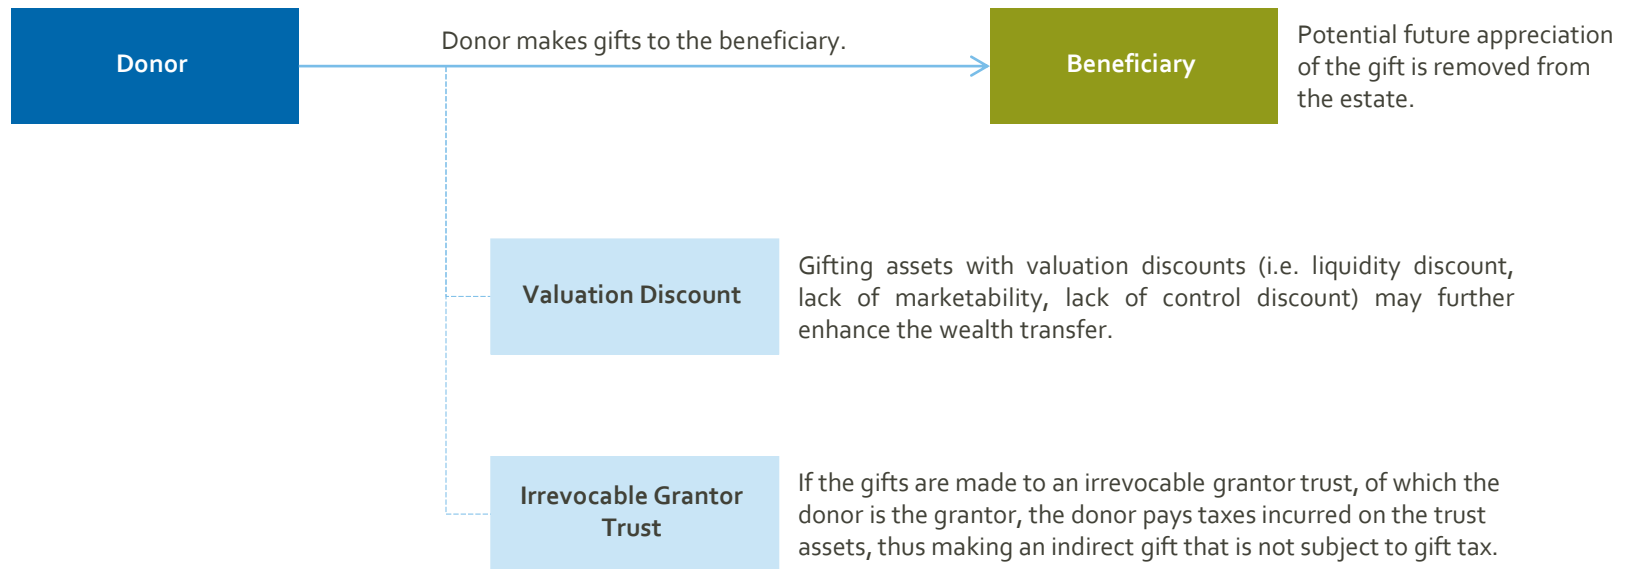 Donor
Donor makes gifts to the beneficiary.
Beneficiary
Potential future appreciation
of the gift is removed from
the estate.
Valuation Discount
Gifting assets with valuation discounts (i.e. liquidity discount,
lack of marketability, lack of control discount) may further
enhance the wealth transfer.
Irrevocable Grantor
Trust
If the gifts are made to an irrevocable grantor trust, of which the
donor is the grantor, the donor pays taxes incurred on the trust
assets, thus making an indirect gift that is not subject to gift tax.